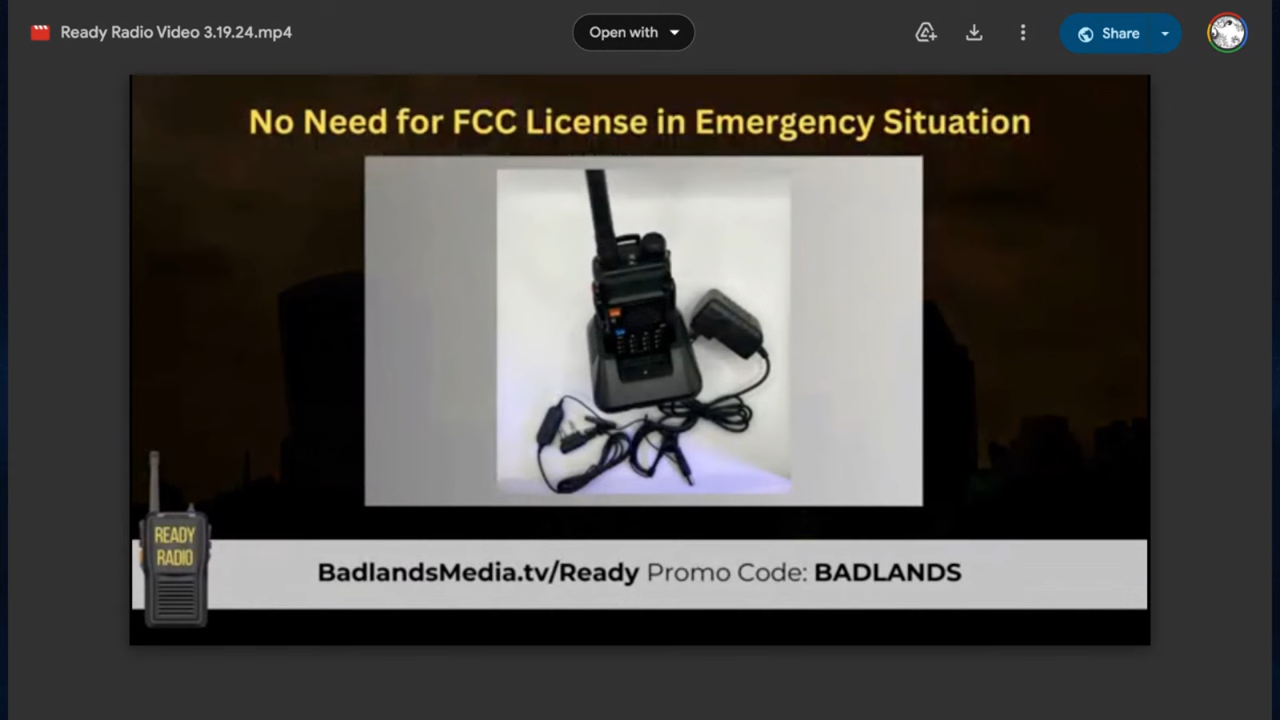 Ready Radio Video 3.19.24.mp4
Open with
Share
No Need for FCC License in Emergency Situation
READY
RADIO
BadlandsMedia.tv/Ready Promo Code: BADLANDS